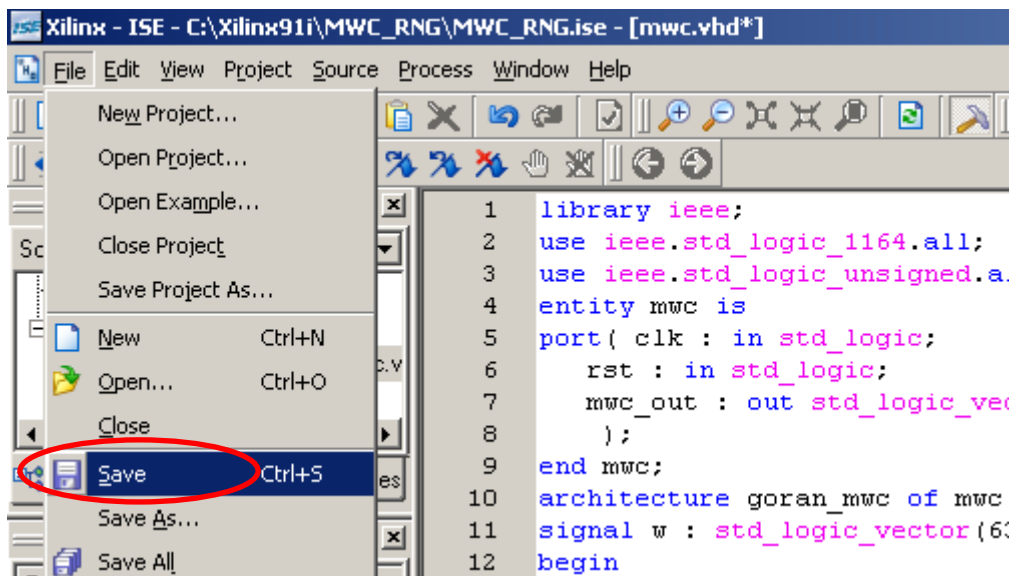 ISE Xilinx - ISE - C:\Xilinx91i\MWC_RNG\MWC_RNG.ise - [mwc.vhd*]
File Edit View Project Source Process Window Help
New Project...
Open Project...
Open Example...
Close Project
Save Project As...
New Ctrl+N
Open... Ctrl+O
Close
Save Ctrl+S
Save As...
Save All
Sc
c.v
es
1 library ieee;
2 use ieee.std_logic_1164.all;
3 use ieee.std_logic_unsigned.a
4 entity mwc is
5 port( clk : in std_logic;
6 rst : in std_logic;
7 mwc_out : out std_logic_vec
8 );
9 end mwc;
10 architecture goran_mwc of mwc
11 signal w : std_logic_vector(63
12 begin